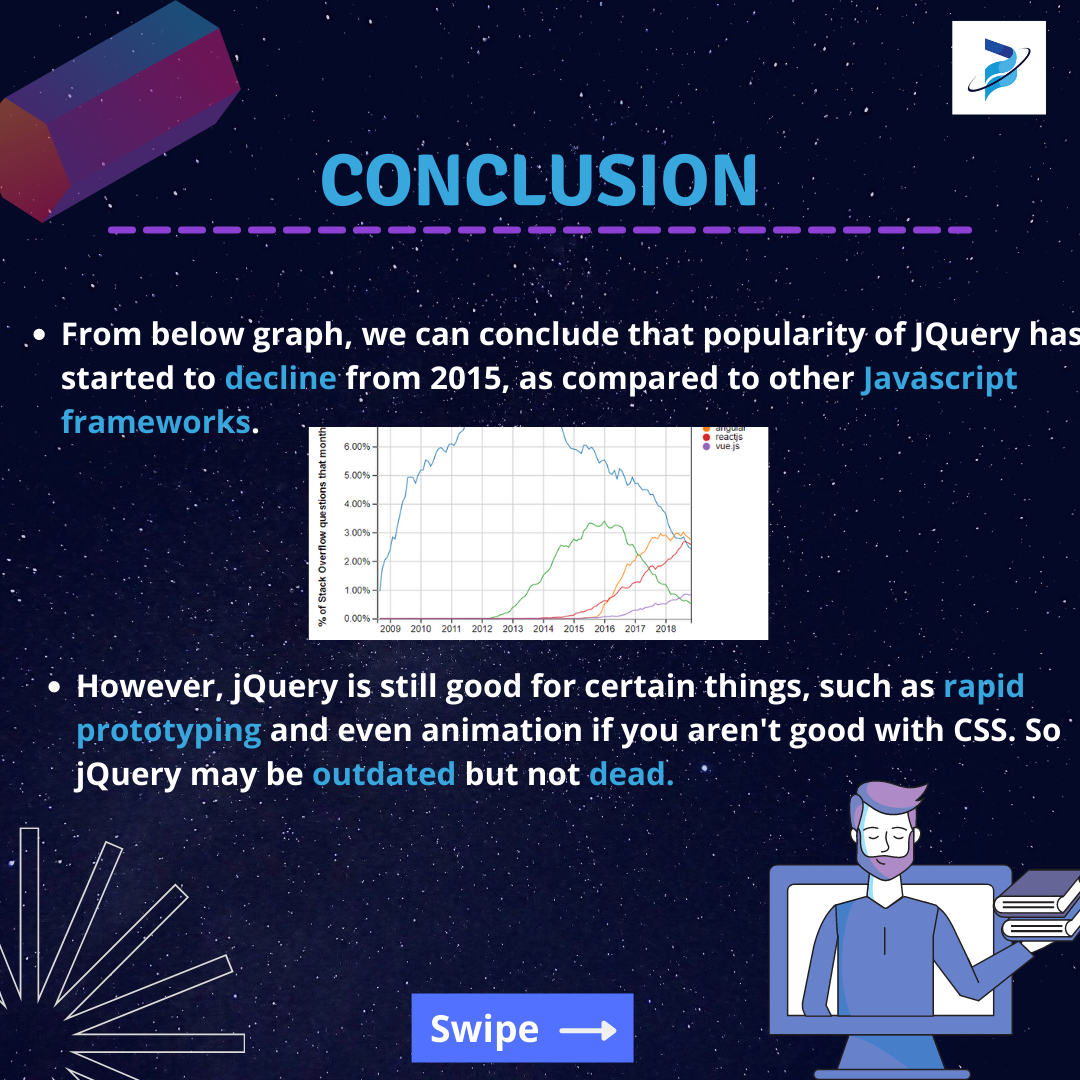 CONCLUSION
From below graph, we can conclude that popularity of JQuery has
started to decline from 2015, as compared to other Javascript
frameworks.
angular
reactjs
vue.js
% of Stack Overflow questions that month
6.00%
5.00%
4.00%
3.00%
2.00%
1.00%
0.00%
2009 2010 2011 2012 2013 2014 2015 2016 2017 2018
However, jQuery is still good for certain things, such as rapid
prototyping and even animation if you aren't good with CSS. So
jQuery may be outdated but not dead.
Swipe